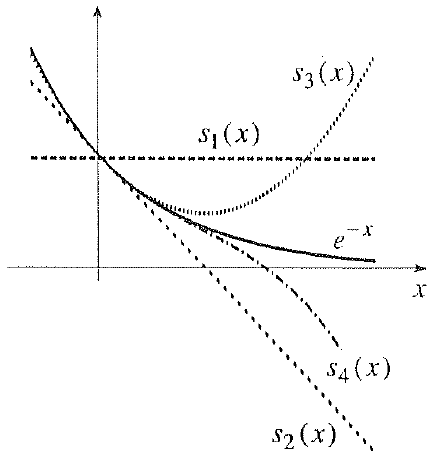 s₃(x)
s₁(x)
e⁻ˣ
x
s₄(x)
s₂(x)